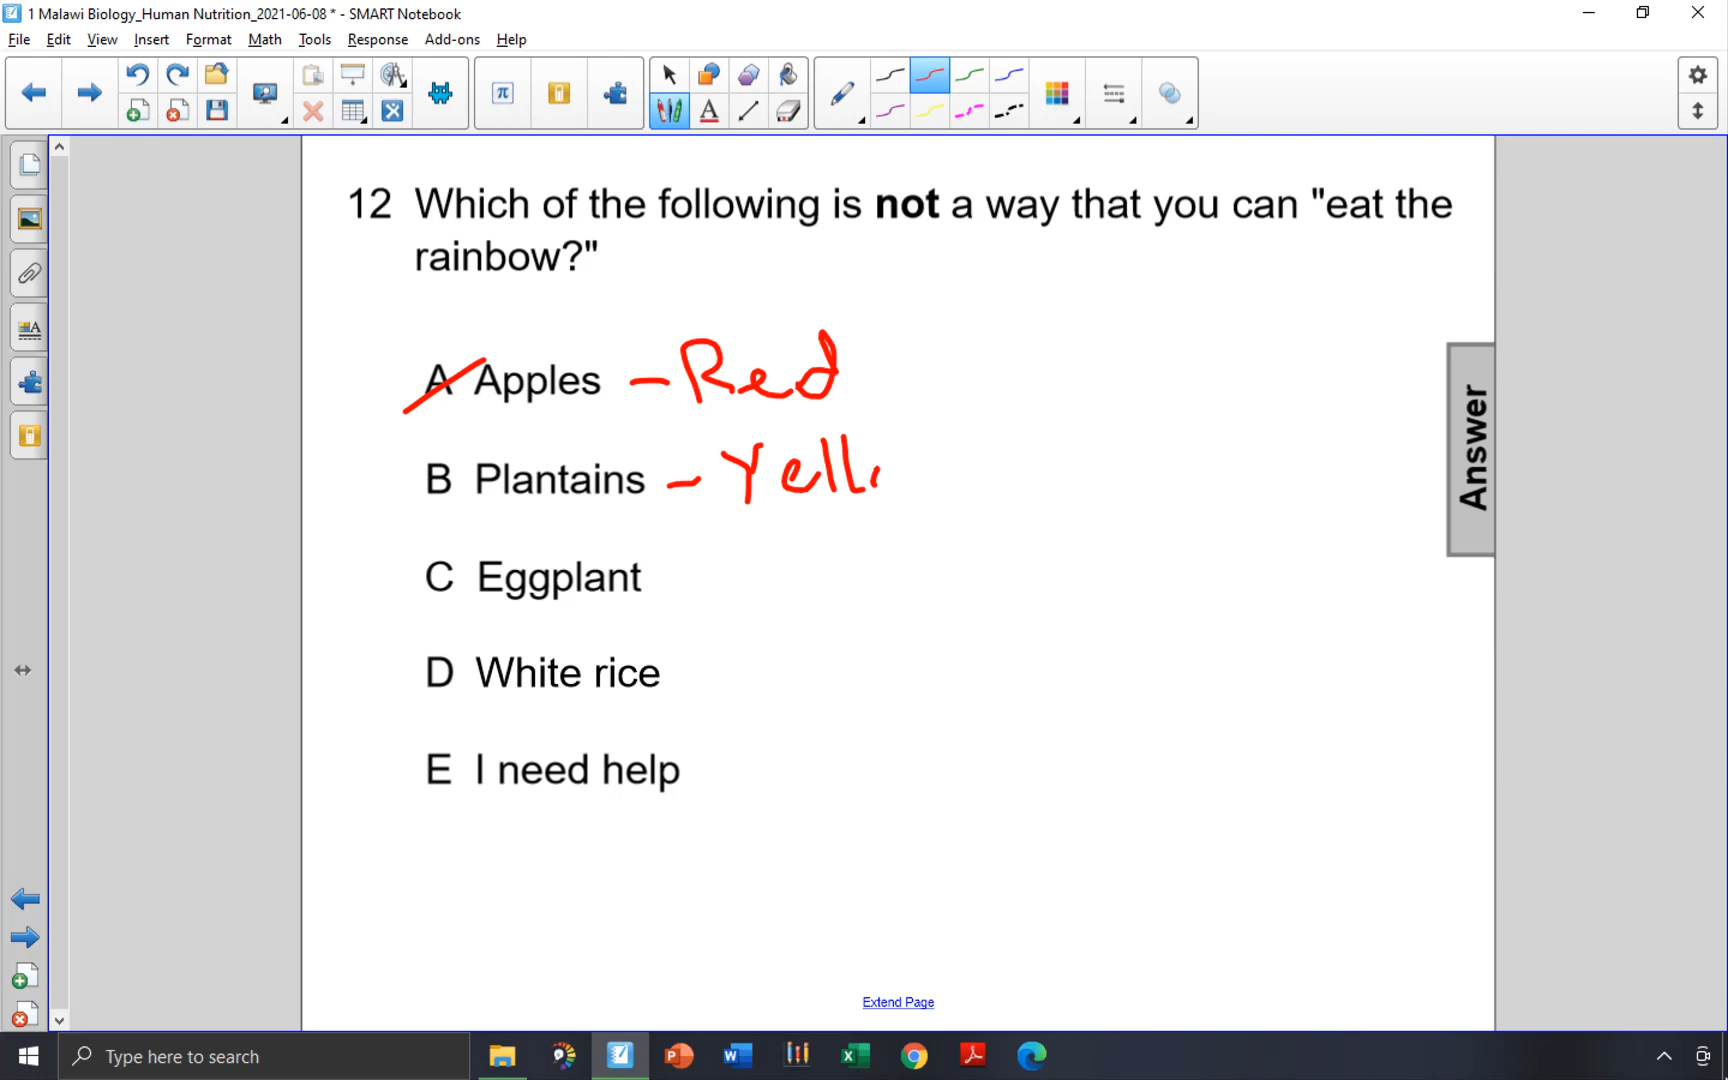 1 Malawi Biology_Human Nutrition_2021-06-08 * - SMART Notebook
File Edit View Insert Format Math Tools Response Add-ons Help
12 Which of the following is not a way that you can "eat the
rainbow?"
A Apples - Red
B Plantains - Yello
C Eggplant
D White rice
E I need help
Answer
Extend Page
Type here to search